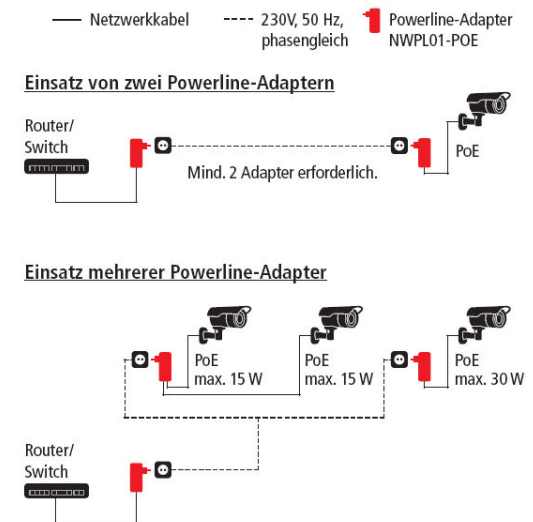 Netzwerkkabel
230V, 50 Hz,
phasengleich
Powerline-Adapter
NWPL01-POE
Einsatz von zwei Powerline-Adaptern
Router/
Switch
Mind. 2 Adapter erforderlich.
PoE
Einsatz mehrerer Powerline-Adapter
PoE
max. 15 W
PoE
max. 15 W
PoE
max. 30 W
Router/
Switch